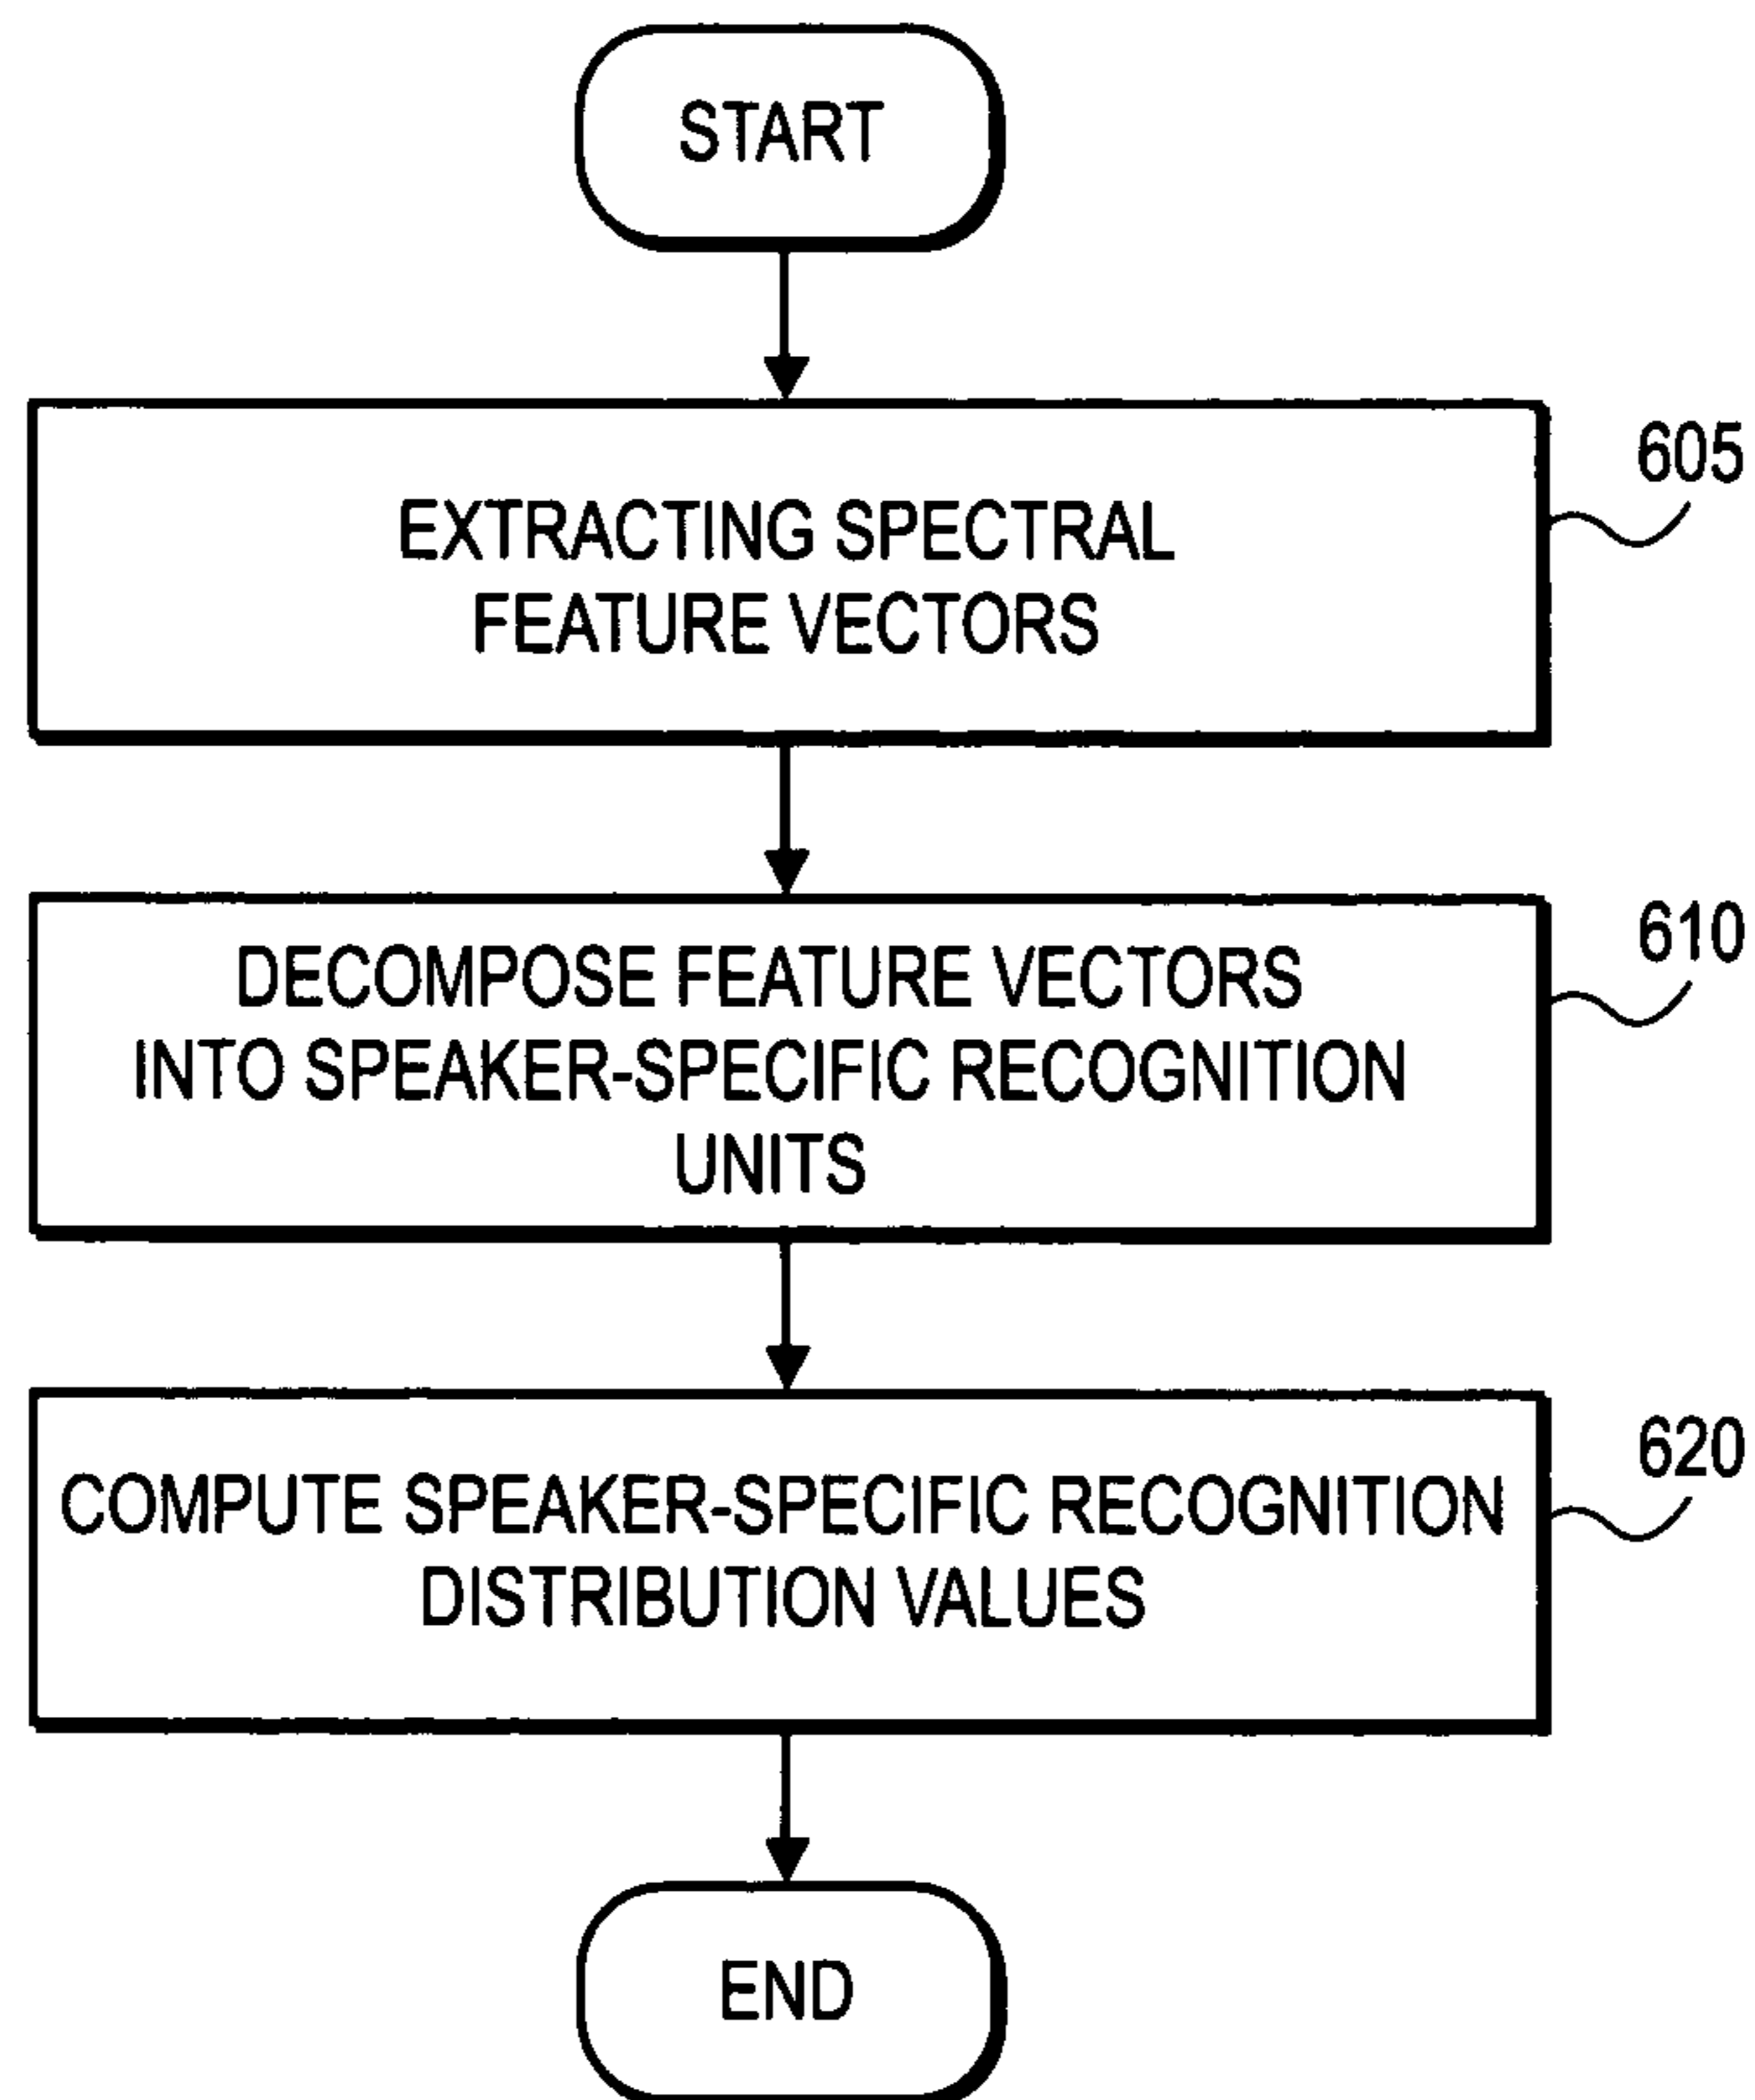 START
EXTRACTING SPECTRAL
FEATURE VECTORS
605
DECOMPOSE FEATURE VECTORS
INTO SPEAKER-SPECIFIC RECOGNITION
UNITS
610
COMPUTE SPEAKER-SPECIFIC RECOGNITION
DISTRIBUTION VALUES
620
END